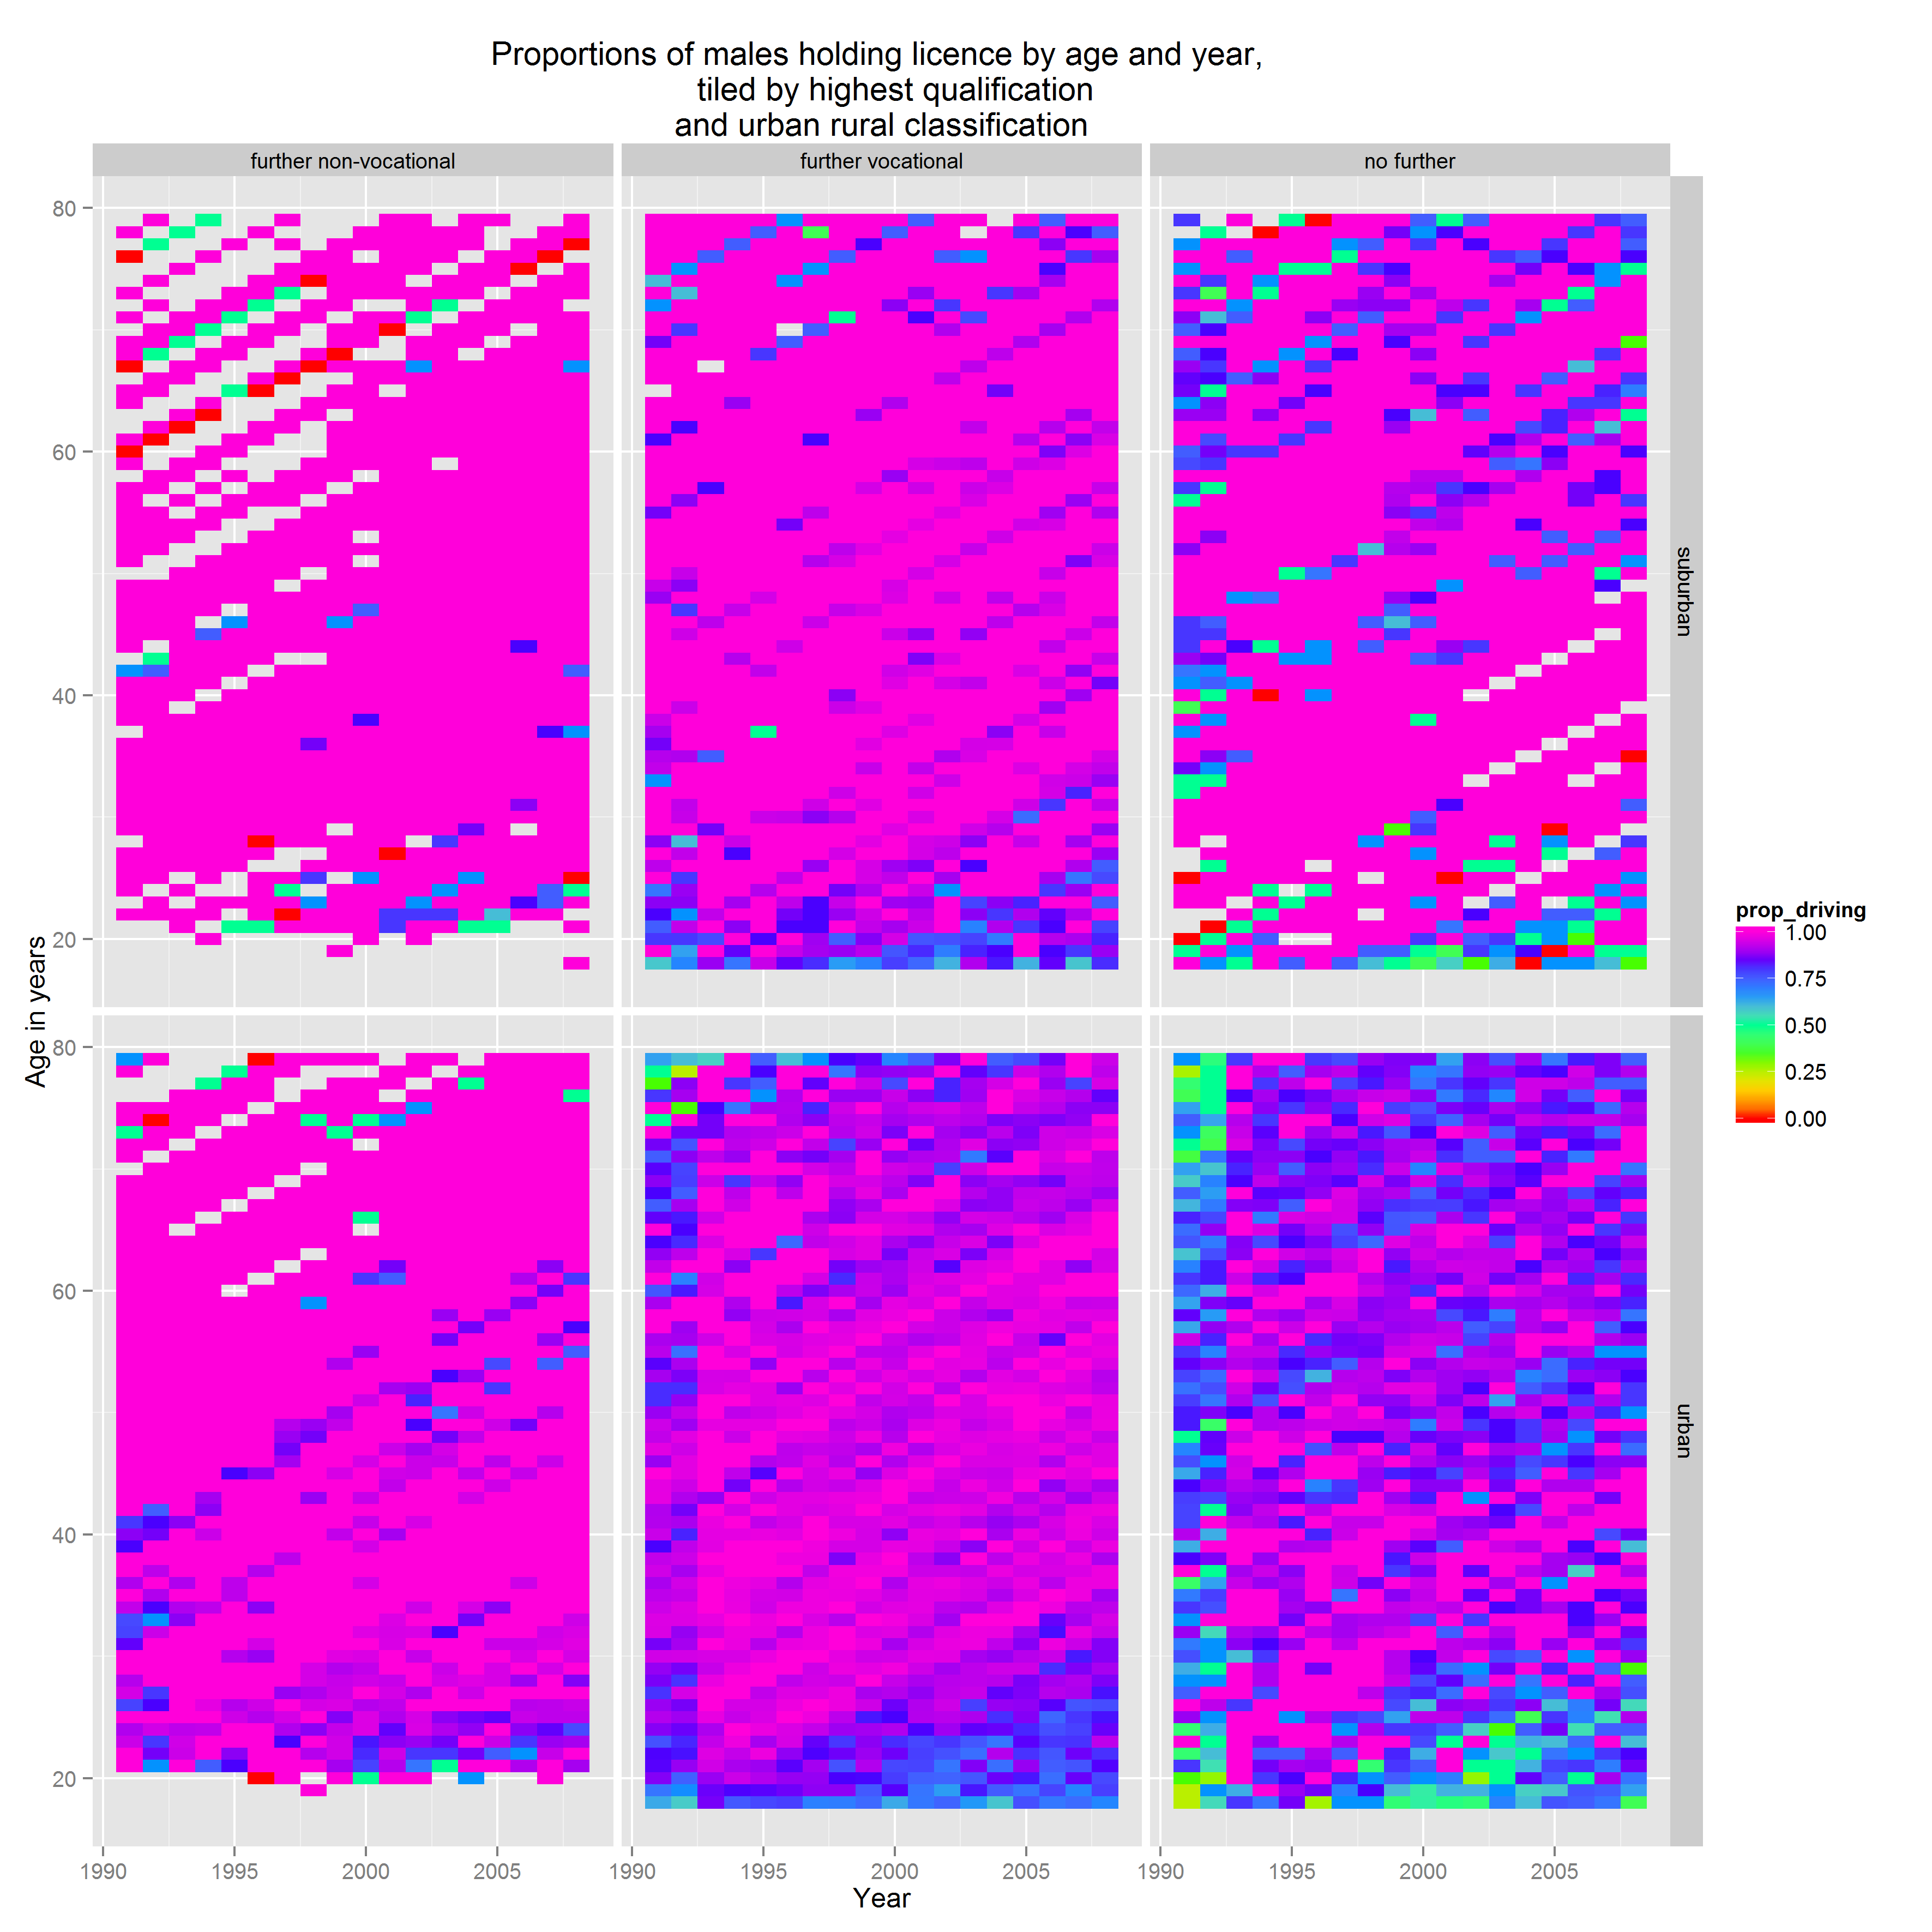 Proportions of males holding licence by age and year,
tiled by highest qualification
and urban rural classification
further non-vocational
further vocational
no further
80
60
40
20
suburban
80
60
40
20
urban
Age in years
1990
1995
2000
2005
1990
1995
2000
2005
1990
1995
2000
2005
Year
prop_driving
1.00
0.75
0.50
0.25
0.00